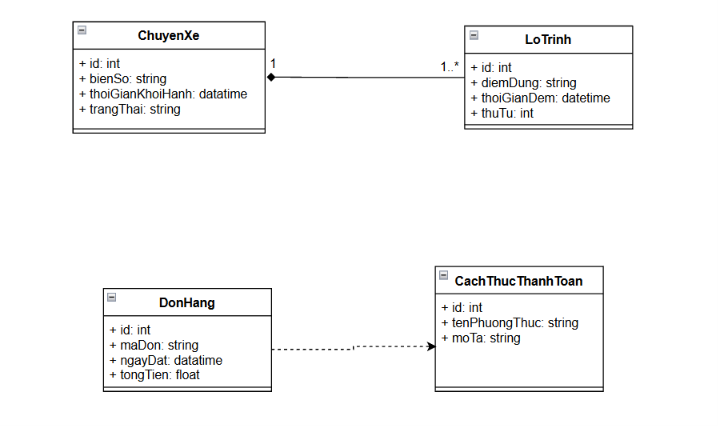 ChuyenXe
+ id: int
+ bienSo: string
+ thoiGianKhoiHanh: datatime
+ trangThai: string
1
1..*
LoTrinh
+ id: int
+ diemDung: string
+ thoiGianDem: datetime
+ thuTu: int
DonHang
+ id: int
+ maDon: string
+ ngayDat: datatime
+ tongTien: float
CachThucThanhToan
+ id: int
+ tenPhuongThuc: string
+ moTa: string